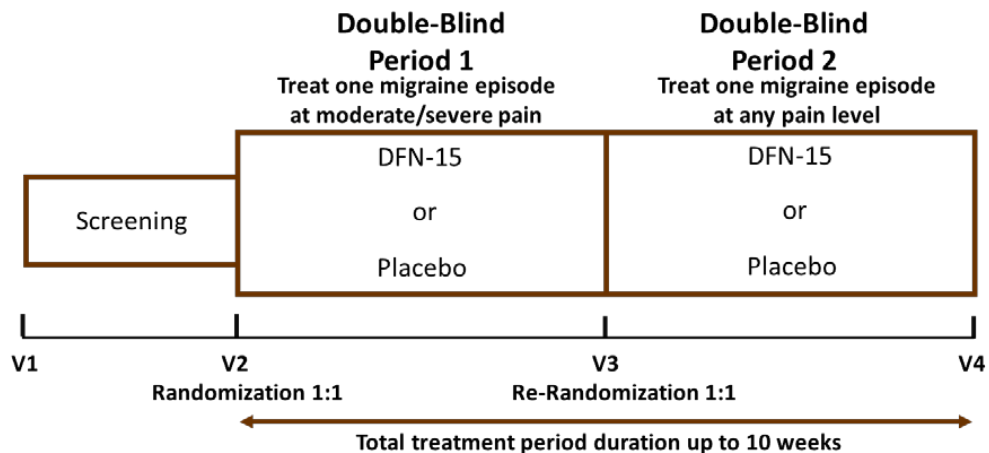 Double-Blind
Period 1
Treat one migraine episode
at moderate/severe pain
Double-Blind
Period 2
Treat one migraine episode
at any pain level
Screening
DFN-15
or
Placebo
DFN-15
or
Placebo
V1
V2
V3
V4
Randomization 1:1
Re-Randomization 1:1
Total treatment period duration up to 10 weeks